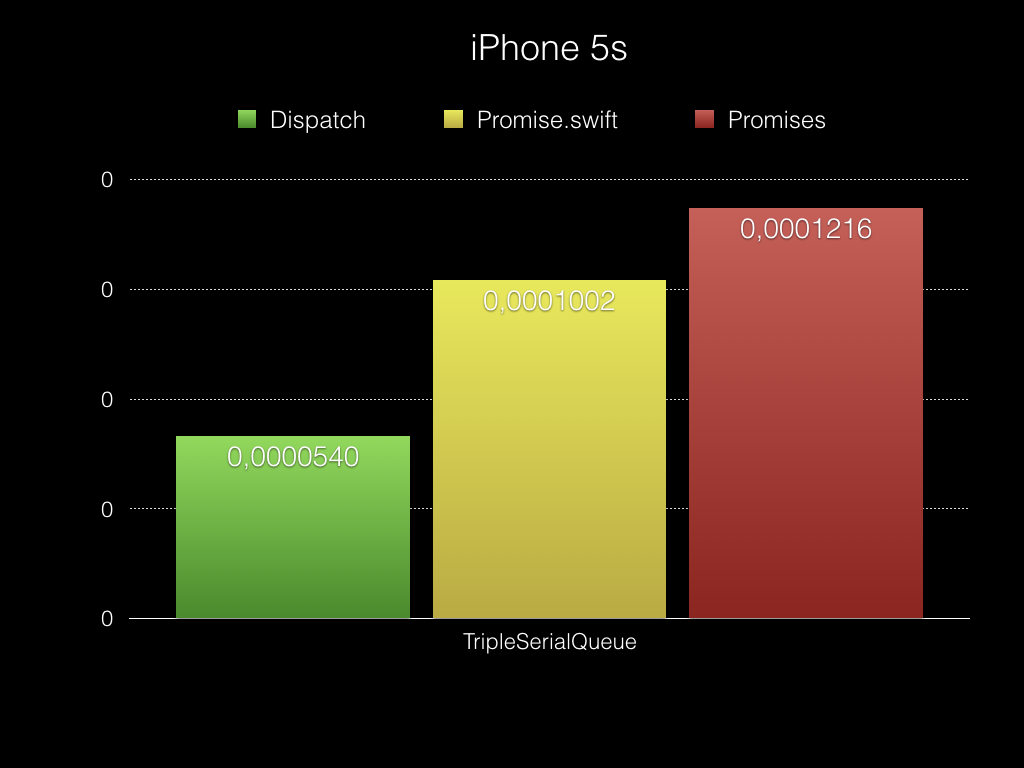 iPhone 5s
Dispatch Promise.swift Promises
0
0,0001216
0
0,0001002
0
0,0000540
0
0
TripleSerialQueue